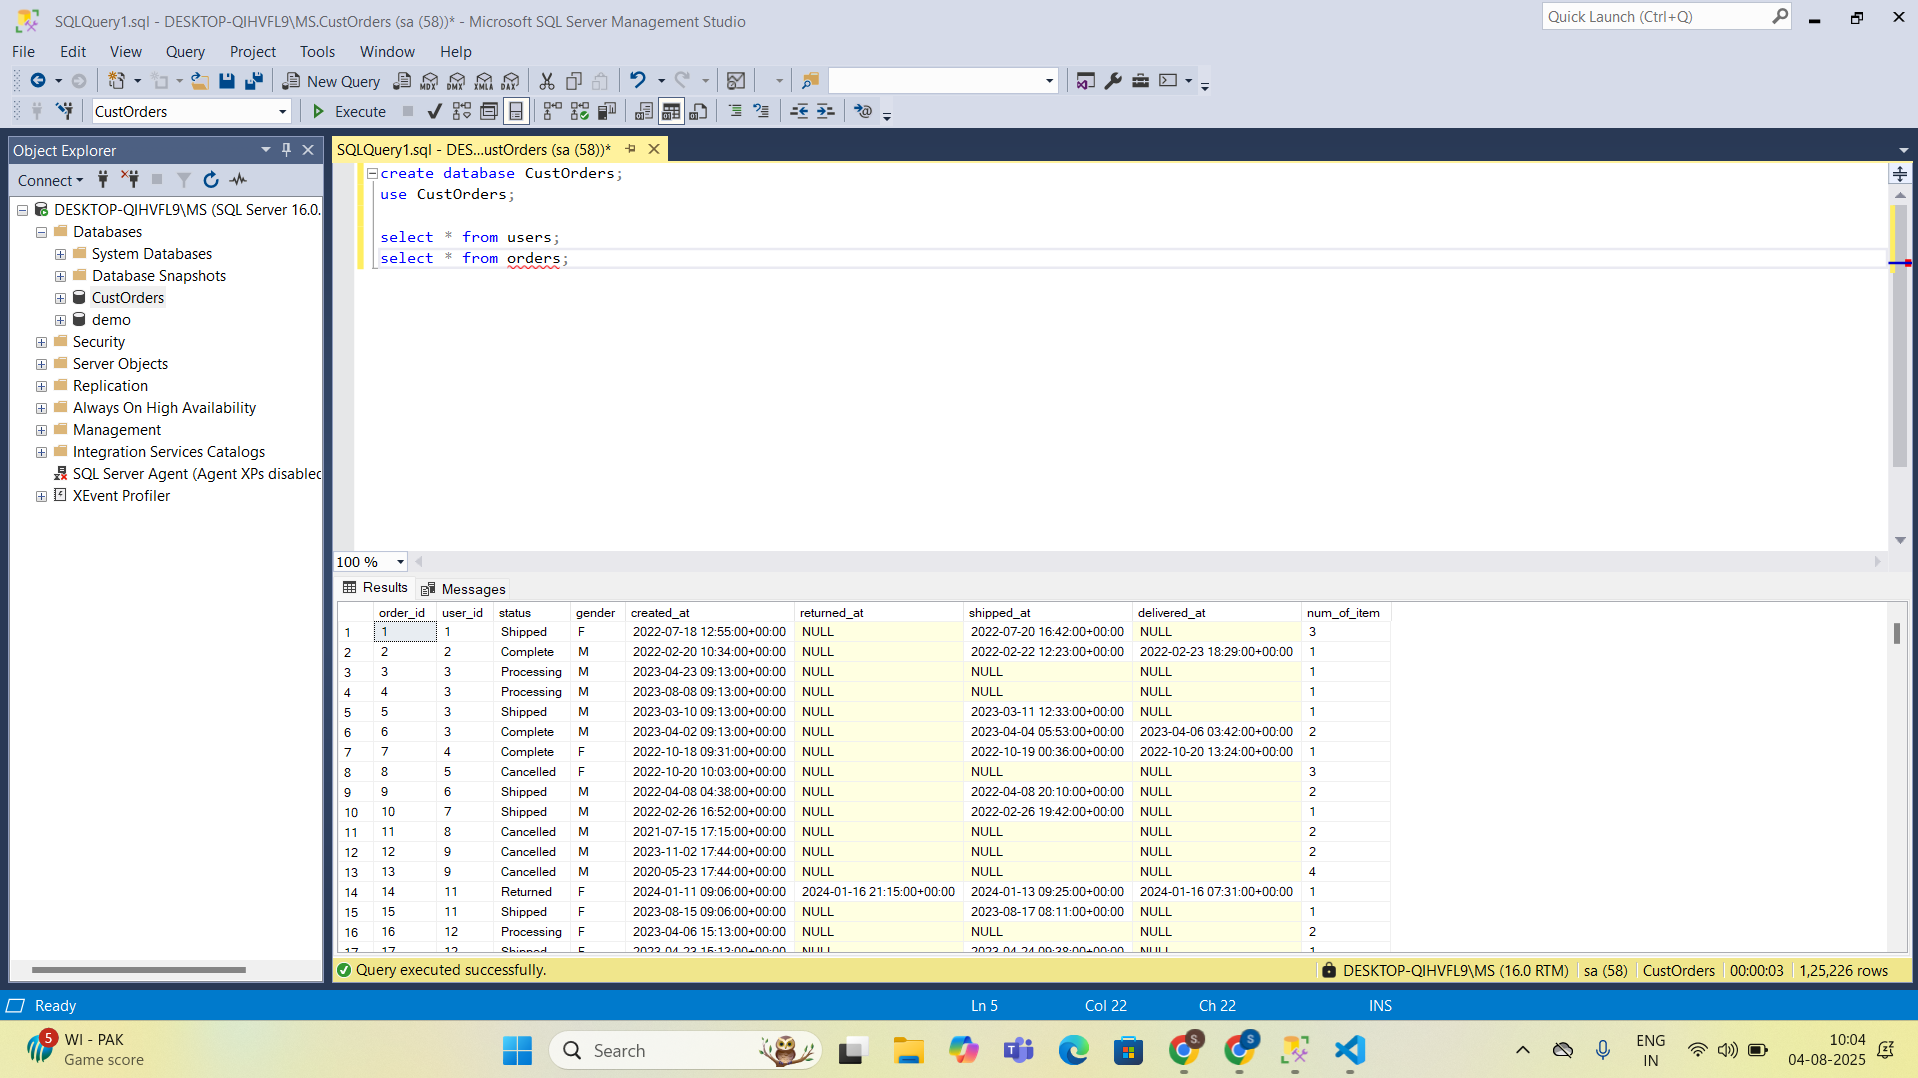 SQLQuery1.sql - DESKTOP-QIHVFL9\MS.CustOrders (sa (58))* - Microsoft SQL Server Management Studio
Quick Launch (Ctrl+Q)
File Edit View Query Project Tools Window Help
New Query MDX DMX XMLA DAX
CustOrders Execute
Object Explorer
Connect
DESKTOP-QIHVFL9\MS (SQL Server 16.0.
Databases
System Databases
Database Snapshots
CustOrders
demo
Security
Server Objects
Replication
Always On High Availability
Management
Integration Services Catalogs
SQL Server Agent (Agent XPs disabled
XEvent Profiler
SQLQuery1.sql - DES...ustOrders (sa (58))*
create database CustOrders;
use CustOrders;
select * from users;
select * from orders;
100 %
Results Messages
order_id user_id status gender created_at returned_at shipped_at delivered_at num_of_item
1 1 1 Shipped F 2022-07-18 12:55:00+00:00 NULL 2022-07-20 16:42:00+00:00 NULL 3
2 2 2 Complete M 2022-02-20 10:34:00+00:00 NULL 2022-02-22 12:23:00+00:00 2022-02-23 18:29:00+00:00 1
3 3 3 Processing M 2023-04-23 09:13:00+00:00 NULL NULL NULL 1
4 4 3 Processing M 2023-08-08 09:13:00+00:00 NULL NULL NULL 1
5 5 3 Shipped M 2023-03-10 09:13:00+00:00 NULL 2023-03-11 12:33:00+00:00 NULL 1
6 6 3 Complete M 2023-04-02 09:13:00+00:00 NULL 2023-04-04 05:53:00+00:00 2023-04-06 03:42:00+00:00 2
7 7 4 Complete F 2022-10-18 09:31:00+00:00 NULL 2022-10-19 00:36:00+00:00 2022-10-20 13:24:00+00:00 1
8 8 5 Cancelled F 2022-10-20 10:03:00+00:00 NULL NULL NULL 3
9 9 6 Shipped M 2022-04-08 04:38:00+00:00 NULL 2022-04-08 20:10:00+00:00 NULL 2
10 10 7 Shipped M 2022-02-26 16:52:00+00:00 NULL 2022-02-26 19:42:00+00:00 NULL 1
11 11 8 Cancelled M 2021-07-15 17:15:00+00:00 NULL NULL NULL 2
12 12 9 Cancelled M 2023-11-02 17:44:00+00:00 NULL NULL NULL 2
13 13 9 Cancelled M 2020-05-23 17:44:00+00:00 NULL NULL NULL 4
14 14 11 Returned F 2024-01-11 09:06:00+00:00 2024-01-16 21:15:00+00:00 2024-01-13 09:25:00+00:00 2024-01-16 07:31:00+00:00 1
15 15 11 Shipped F 2023-08-15 09:06:00+00:00 NULL 2023-08-17 08:11:00+00:00 NULL 1
16 16 12 Processing F 2023-04-06 15:13:00+00:00 NULL NULL NULL 2
17 17 12 Shipped F 2023-04-23 15:13:00+00:00 NULL 2023-04-24 09:38:00+00:00 NULL 1
Query executed successfully. DESKTOP-QIHVFL9\MS (16.0 RTM) sa (58) CustOrders 00:00:03 1,25,226 rows
Ready Ln 5 Col 22 Ch 22 INS
5 WI - PAK
Game score
Search
ENG
IN
10:04
04-08-2025